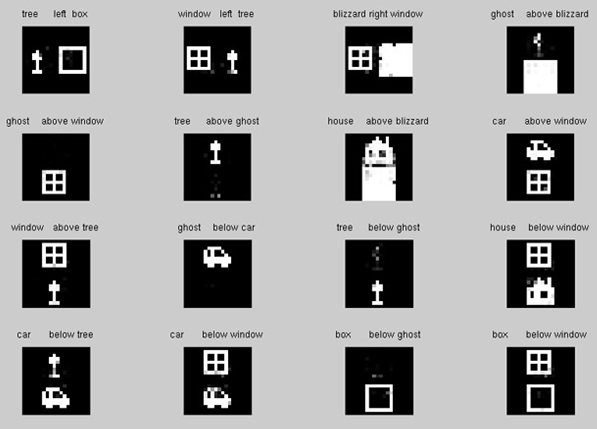 tree left box
window left tree
blizzard right window
ghost above blizzard
ghost above window
tree above ghost
house above blizzard
car above window
window above tree
ghost below car
tree below ghost
house below window
car below tree
car below window
box below ghost
box below window